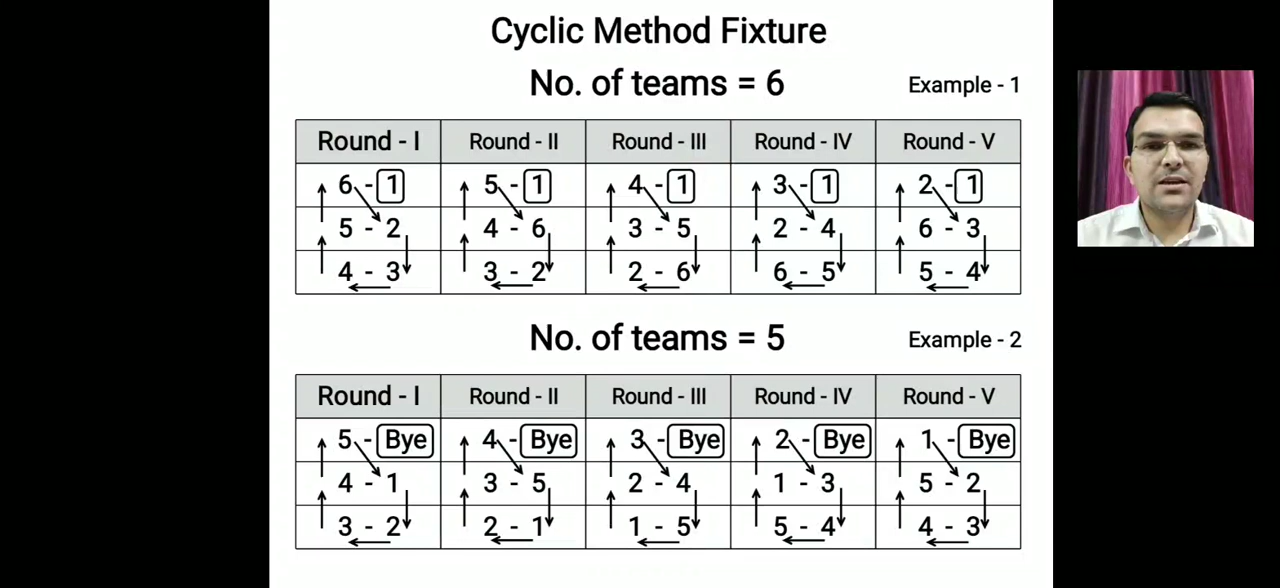 Cyclic Method Fixture
No. of teams = 6
Example - 1
Round - I Round - II Round - III Round - IV Round - V
6 - 1 5 - 1 4 - 1 3 - 1 2 - 1
5 - 2 4 - 6 3 - 5 2 - 4 6 - 3
4 - 3 3 - 2 2 - 6 6 - 5 5 - 4
No. of teams = 5
Example - 2
Round - I Round - II Round - III Round - IV Round - V
5 - Bye 4 - Bye 3 - Bye 2 - Bye 1 - Bye
4 - 1 3 - 5 2 - 4 1 - 3 5 - 2
3 - 2 2 - 1 1 - 5 5 - 4 4 - 3